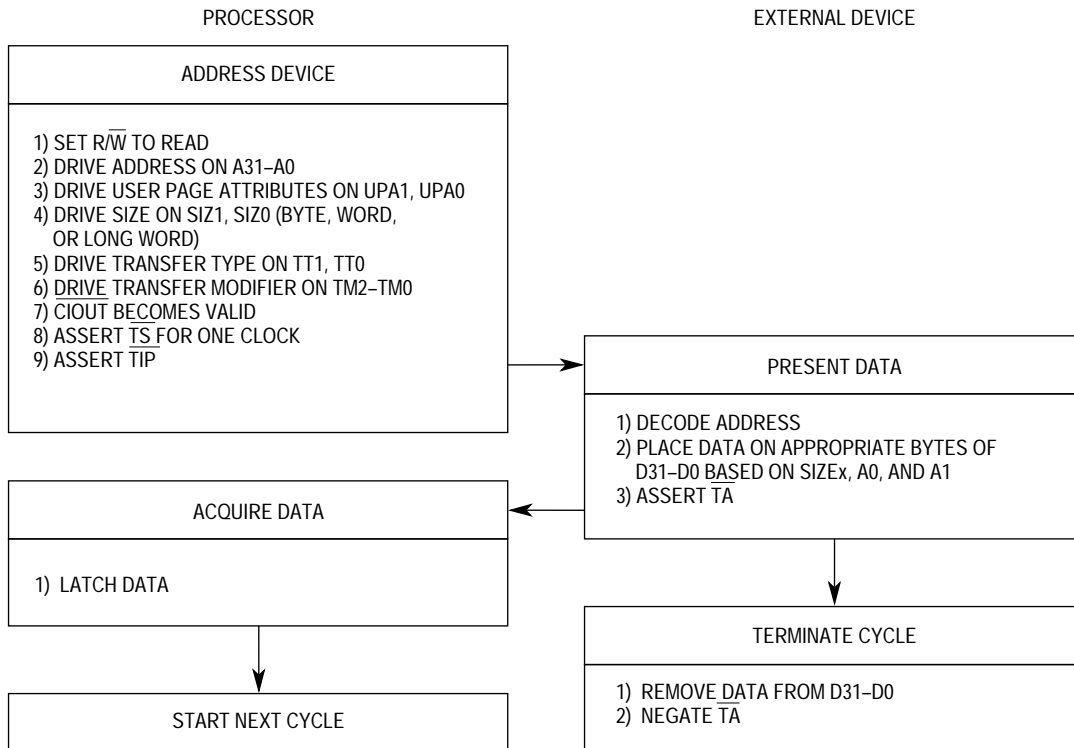 PROCESSOR
EXTERNAL DEVICE
ADDRESS DEVICE
1) SET R/W̅ TO READ
2) DRIVE ADDRESS ON A31–A0
3) DRIVE USER PAGE ATTRIBUTES ON UPA1, UPA0
4) DRIVE SIZE ON SIZ1, SIZ0 (BYTE, WORD,
OR LONG WORD)
5) DRIVE TRANSFER TYPE ON TT1, TT0
6) DRIVE TRANSFER MODIFIER ON TM2–TM0
7) C̅I̅O̅U̅T̅ BECOMES VALID
8) ASSERT T̅S̅ FOR ONE CLOCK
9) ASSERT T̅I̅P̅
PRESENT DATA
1) DECODE ADDRESS
2) PLACE DATA ON APPROPRIATE BYTES OF
D31–D0 BASED ON SIZEx, A0, AND A1
3) ASSERT T̅A̅
ACQUIRE DATA
1) LATCH DATA
TERMINATE CYCLE
1) REMOVE DATA FROM D31–D0
2) NEGATE T̅A̅
START NEXT CYCLE